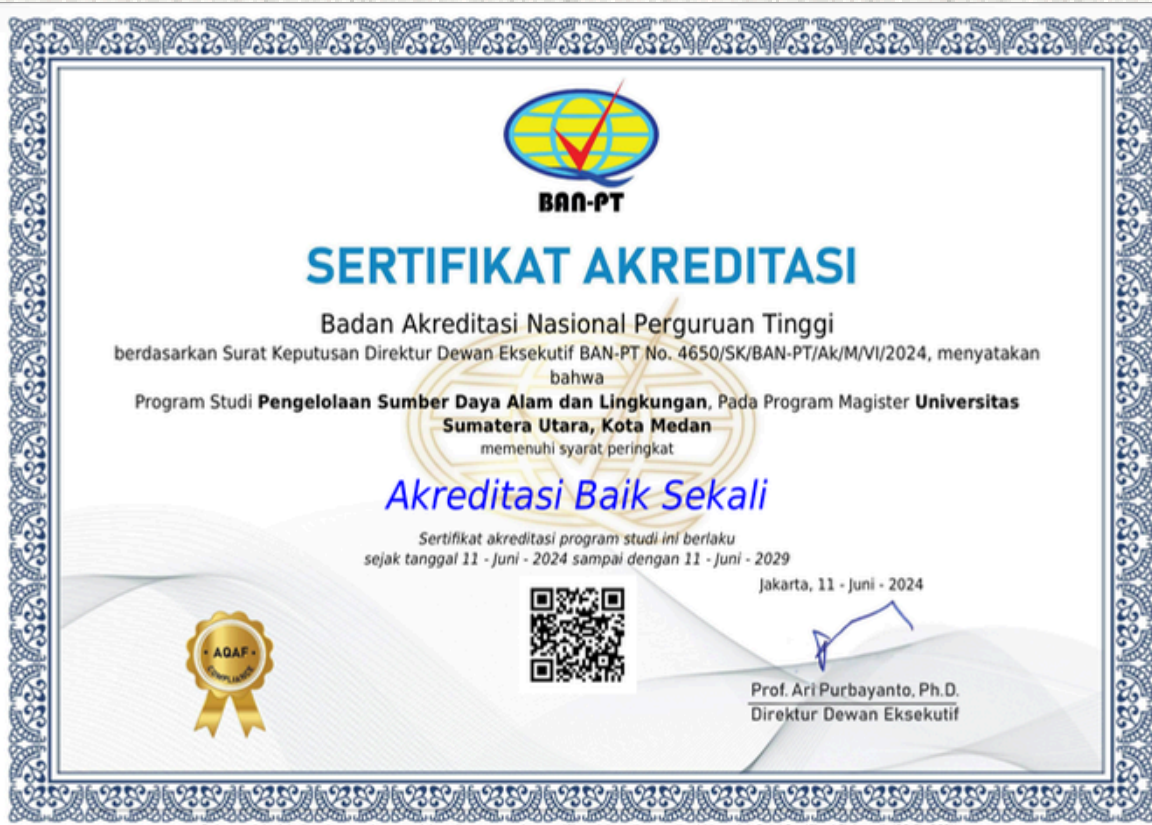 BAN-PT
SERTIFIKAT AKREDITASI
Badan Akreditasi Nasional Perguruan Tinggi
berdasarkan Surat Keputusan Direktur Dewan Eksekutif BAN-PT No. 4650/SK/BAN-PT/Ak/M/VI/2024, menyatakan
bahwa
Program Studi Pengelolaan Sumber Daya Alam dan Lingkungan, Pada Program Magister Universitas
Sumatera Utara, Kota Medan
memenuhi syarat peringkat
Akreditasi Baik Sekali
Sertifikat akreditasi program studi ini berlaku
sejak tanggal 11 - Juni - 2024 sampai dengan 11 - Juni - 2029
Jakarta, 11 - Juni - 2024
• AQAF •
COMPLIANCE
Prof. Ari Purbayanto, Ph.D.
Direktur Dewan Eksekutif